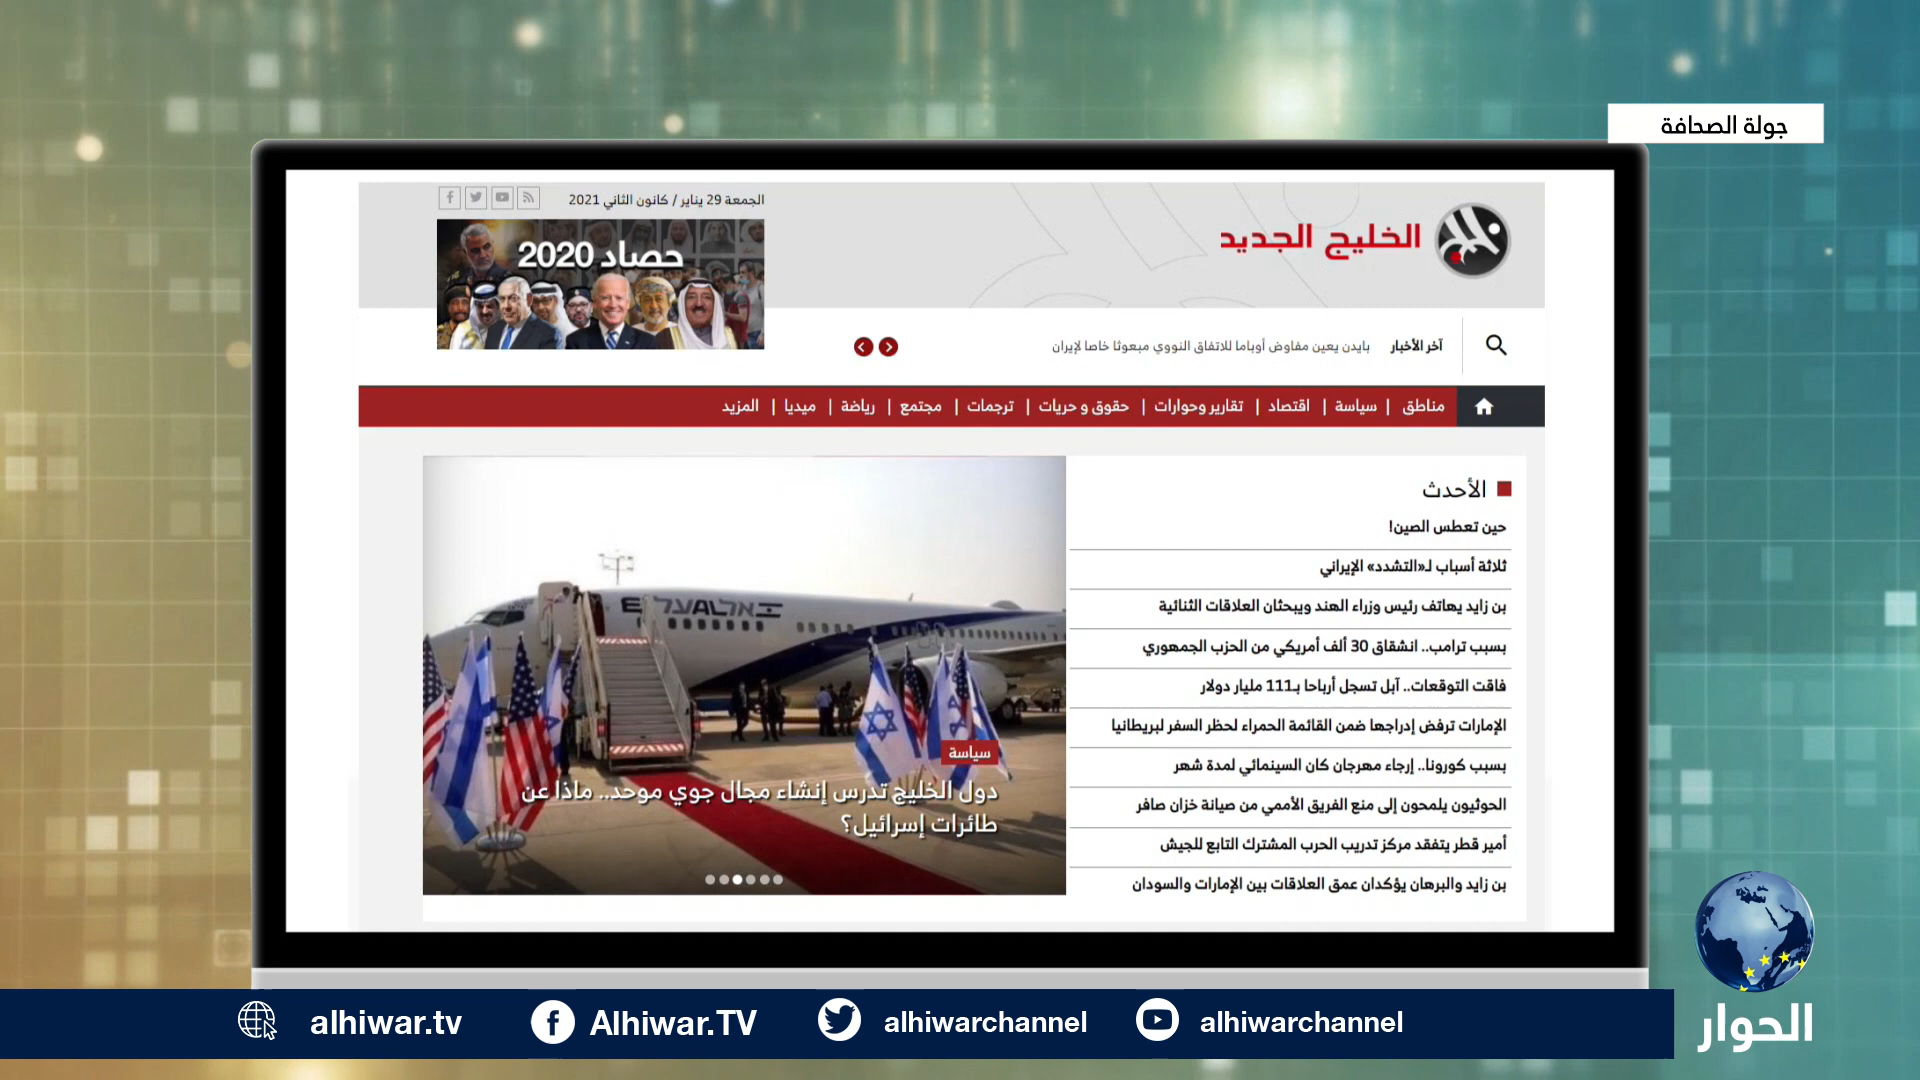 جولة الصحافة
الجمعة 29 يناير / كانون الثاني 2021
الخليج الجديد
حصاد 2020
آخر الأخبار بايدن يعين مفاوض أوباما للاتفاق النووي مبعوثا خاصا لإيران
مناطق | سياسة | اقتصاد | تقارير وحوارات | حقوق و حريات | ترجمات | مجتمع | رياضة | ميديا | المزيد
الأحدث
حين تعطس الصين!
ثلاثة أسباب لـ«التشدد» الإيراني
بن زايد يهاتف رئيس وزراء الهند ويبحثان العلاقات الثنائية
بسبب ترامب.. انشقاق 30 ألف أمريكي من الحزب الجمهوري
فاقت التوقعات.. آبل تسجل أرباحا بـ111 مليار دولار
الإمارات ترفض إدراجها ضمن القائمة الحمراء لحظر السفر لبريطانيا
بسبب كورونا.. إرجاء مهرجان كان السينمائي لمدة شهر
الحوثيون يلمحون إلى منع الفريق الأممي من صيانة خزان صافر
أمير قطر يتفقد مركز تدريب الحرب المشترك التابع للجيش
بن زايد والبرهان يؤكدان عمق العلاقات بين الإمارات والسودان
EL AL אל על
سياسة
دول الخليج تدرس إنشاء مجال جوي موحد.. ماذا عن
طائرات إسرائيل؟
alhiwar.tv
Alhiwar.TV
alhiwarchannel
alhiwarchannel
الحوار